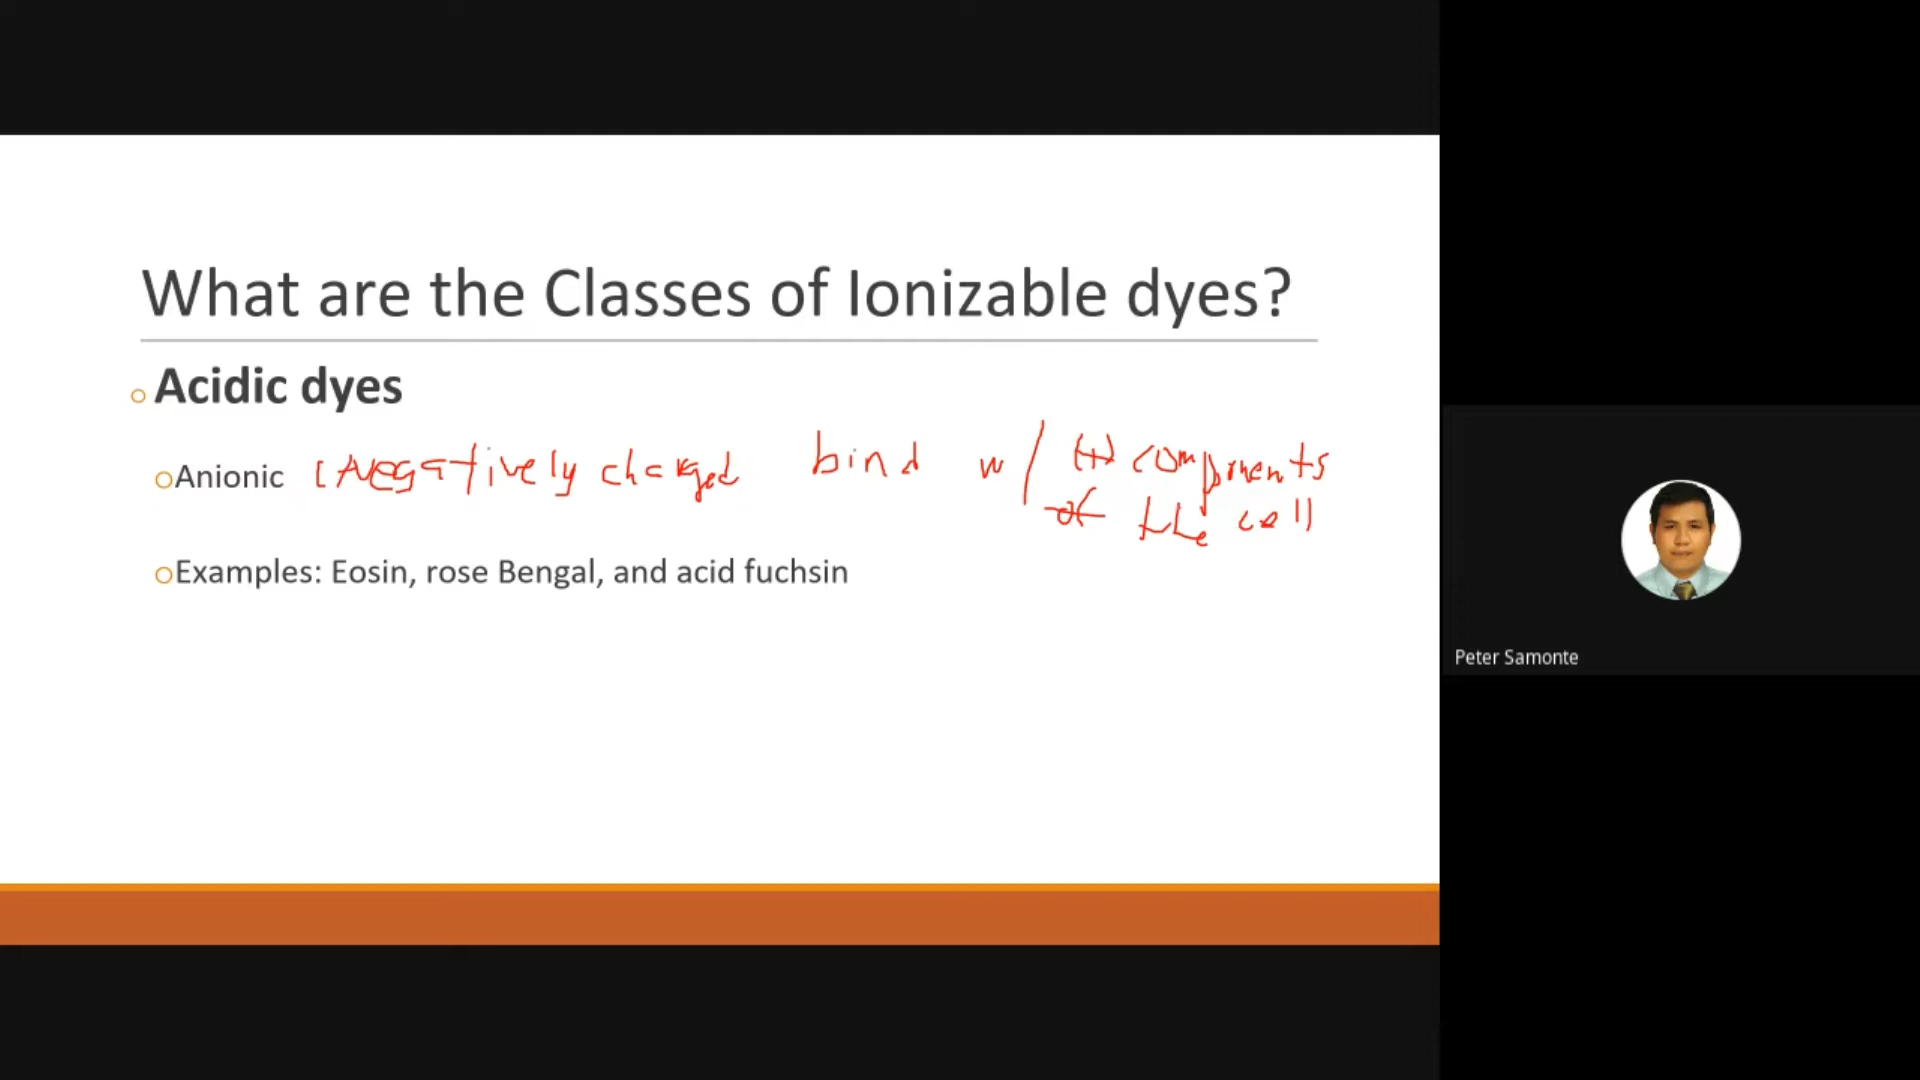 What are the Classes of Ionizable dyes?
Acidic dyes
Anionic (Negatively charged bind w/ (+) components
of the cell
Examples: Eosin, rose Bengal, and acid fuchsin
Peter Samonte